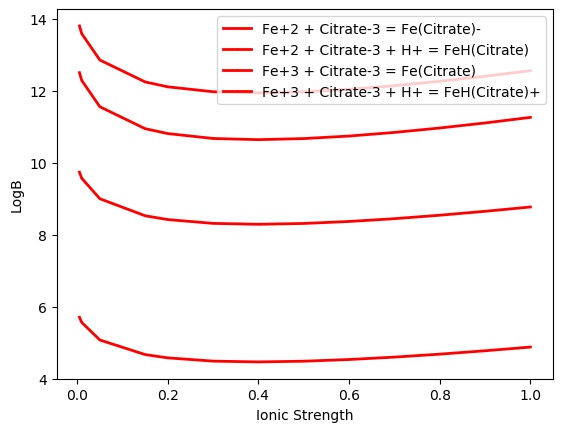 14
12
10
8
6
4
LogB
0.0
0.2
0.4
0.6
0.8
1.0
Ionic Strength
Fe+2 + Citrate-3 = Fe(Citrate)-
Fe+2 + Citrate-3 + H+ = FeH(Citrate)
Fe+3 + Citrate-3 = Fe(Citrate)
Fe+3 + Citrate-3 + H+ = FeH(Citrate)+